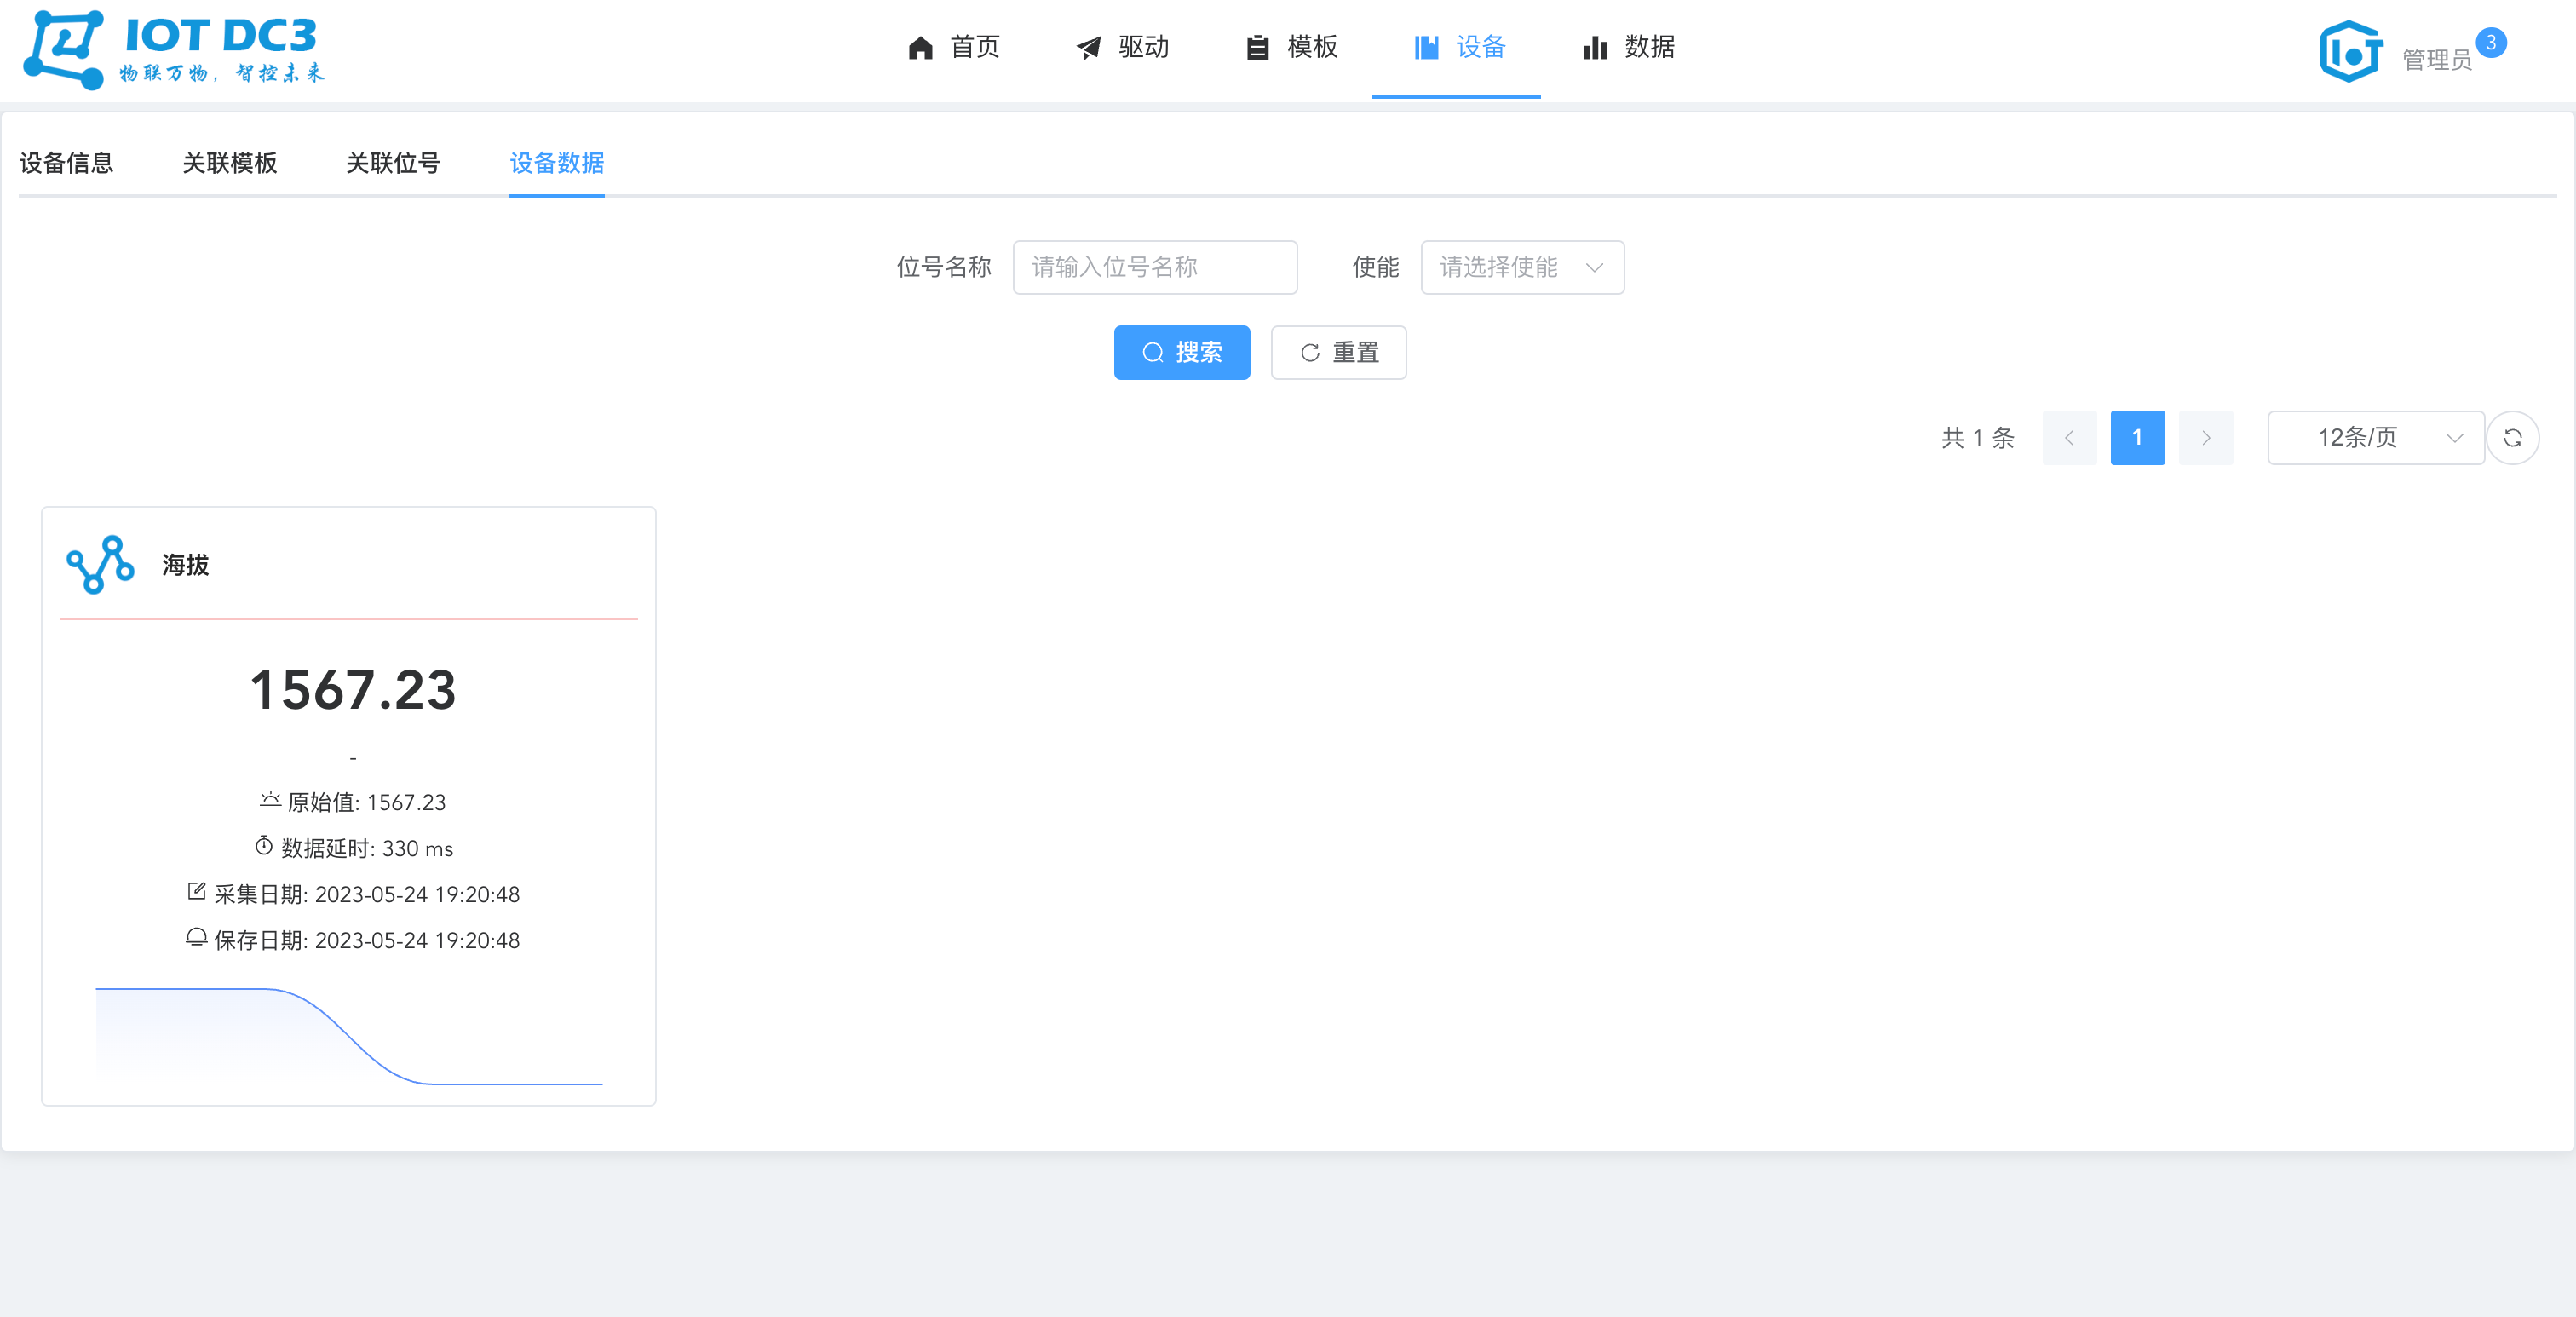 IOT DC3
物联万物，智控未来
首页
驱动
模板
设备
数据
管理员
3
设备信息
关联模板
关联位号
设备数据
位号名称 请输入位号名称
使能 请选择使能
搜索
重置
共 1 条
1
12条/页
海拔
1567.23
-
原始值: 1567.23
数据延时: 330 ms
采集日期: 2023-05-24 19:20:48
保存日期: 2023-05-24 19:20:48